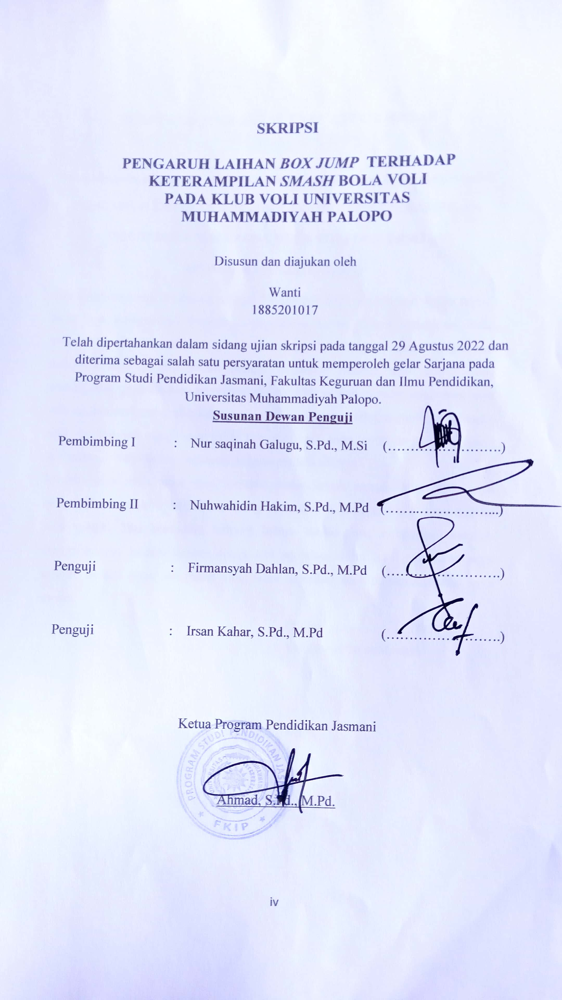 SKRIPSI
PENGARUH LAIHAN BOX JUMP TERHADAP
KETERAMPILAN SMASH BOLA VOLI
PADA KLUB VOLI UNIVERSITAS
MUHAMMADIYAH PALOPO
Disusun dan diajukan oleh
Wanti
1885201017
Telah dipertahankan dalam sidang ujian skripsi pada tanggal 29 Agustus 2022 dan
diterima sebagai salah satu persyaratan untuk memperoleh gelar Sarjana pada
Program Studi Pendidikan Jasmani, Fakultas Keguruan dan Ilmu Pendidikan,
Universitas Muhammadiyah Palopo.
Susunan Dewan Penguji
Pembimbing I : Nur saqinah Galugu, S.Pd., M.Si (...........................)
Pembimbing II : Nuhwahidin Hakim, S.Pd., M.Pd (...........................)
Penguji : Firmansyah Dahlan, S.Pd., M.Pd (...........................)
Penguji : Irsan Kahar, S.Pd., M.Pd (...........................)
Ketua Program Pendidikan Jasmani
PROGRAM STUDI PENDIDIKAN JAS
Ahmad, S.Pd., M.Pd.
FKIP
iv